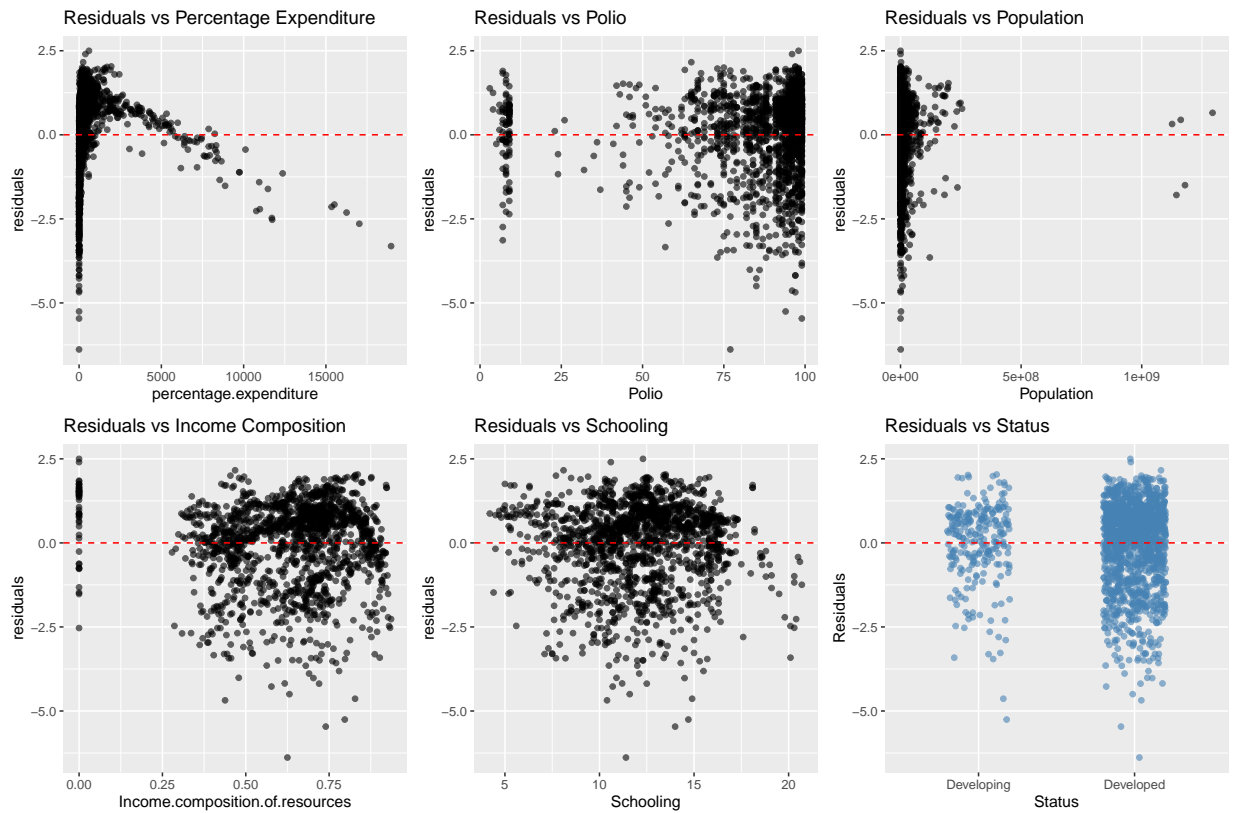 Residuals vs Percentage Expenditure
2.5
0.0
−2.5
−5.0
residuals
0 5000 10000 15000
percentage.expenditure
Residuals vs Polio
2.5
0.0
−2.5
−5.0
residuals
0 25 50 75 100
Polio
Residuals vs Population
2.5
0.0
−2.5
−5.0
residuals
0e+00 5e+08 1e+09
Population
Residuals vs Income Composition
2.5
0.0
−2.5
−5.0
residuals
0.00 0.25 0.50 0.75
Income.composition.of.resources
Residuals vs Schooling
2.5
0.0
−2.5
−5.0
residuals
5 10 15 20
Schooling
Residuals vs Status
2.5
0.0
−2.5
−5.0
Residuals
Developing Developed
Status